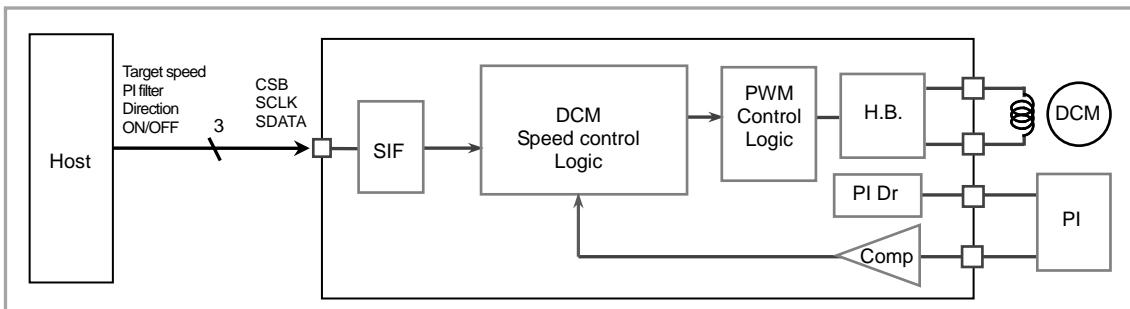 Host
Target speed
PI filter
Direction
ON/OFF
3
CSB
SCLK
SDATA
SIF
DCM
Speed control
Logic
PWM
Control
Logic
H.B.
DCM
PI Dr
PI
Comp